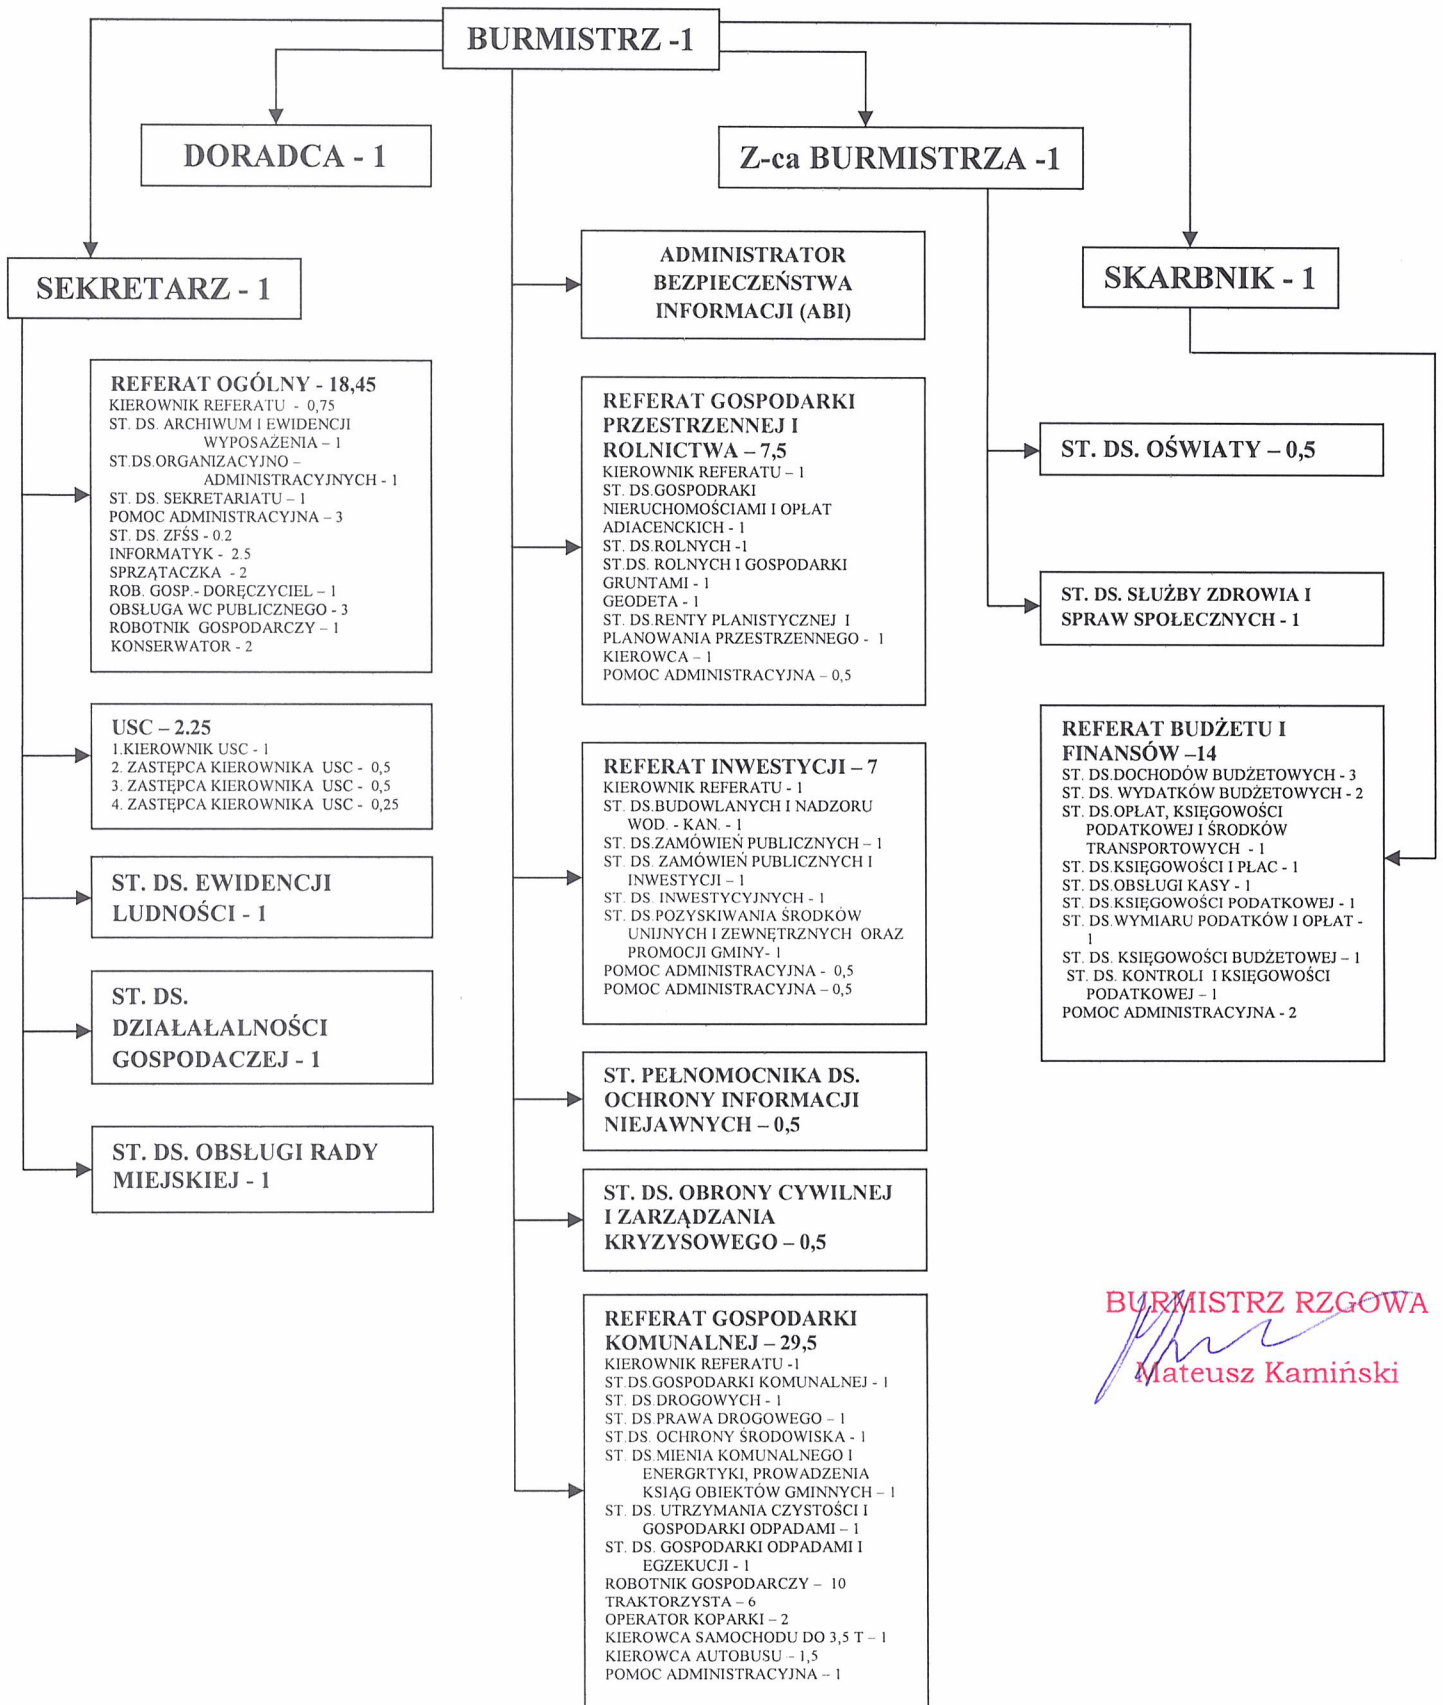 BURMISTRZ -1
DORADCA - 1
Z-ca BURMISTRZA -1
SEKRETARZ - 1
ADMINISTRATOR
BEZPIECZEŃSTWA
INFORMACJI (ABI)
SKARBNIK - 1
REFERAT OGÓLNY - 18,45
KIEROWNIK REFERATU - 0,75
ST. DS. ARCHIWUM I EWIDENCJI
WYPOSAŻENIA – 1
ST.DS.ORGANIZACYJNO –
ADMINISTRACYJNYCH - 1
ST. DS. SEKRETARIATU – 1
POMOC ADMINISTRACYJNA – 3
ST. DS. ZFŚS - 0.2
INFORMATYK - 2.5
SPRZĄTACZKA - 2
ROB. GOSP.- DORĘCZYCIEL – 1
OBSŁUGA WC PUBLICZNEGO - 3
ROBOTNIK GOSPODARCZY – 1
KONSERWATOR - 2
USC – 2.25
1.KIEROWNIK USC - 1
2. ZASTĘPCA KIEROWNIKA USC - 0,5
3. ZASTĘPCA KIEROWNIKA USC - 0,5
4. ZASTĘPCA KIEROWNIKA USC - 0,25
ST. DS. EWIDENCJI
LUDNOŚCI - 1
ST. DS.
DZIAŁAŁALNOŚCI
GOSPODACZEJ - 1
ST. DS. OBSŁUGI RADY
MIEJSKIEJ - 1
REFERAT GOSPODARKI
PRZESTRZENNEJ I
ROLNICTWA – 7,5
KIEROWNIK REFERATU – 1
ST. DS.GOSPODRAKI
NIERUCHOMOŚCIAMI I OPŁAT
ADIACENCKICH - 1
ST. DS.ROLNYCH -1
ST.DS. ROLNYCH I GOSPODARKI
GRUNTAMI - 1
GEODETA - 1
ST. DS.RENTY PLANISTYCZNEJ I
PLANOWANIA PRZESTRZENNEGO - 1
KIEROWCA – 1
POMOC ADMINISTRACYJNA – 0,5
REFERAT INWESTYCJI – 7
KIEROWNIK REFERATU - 1
ST. DS.BUDOWLANYCH I NADZORU
WOD. - KAN. - 1
ST. DS.ZAMÓWIEŃ PUBLICZNYCH – 1
ST. DS. ZAMÓWIEŃ PUBLICZNYCH I
INWESTYCJI – 1
ST. DS. INWESTYCYJNYCH - 1
ST. DS.POZYSKIWANIA ŚRODKÓW
UNIJNYCH I ZEWNĘTRZNYCH ORAZ
PROMOCJI GMINY- 1
POMOC ADMINISTRACYJNA - 0,5
POMOC ADMINISTRACYJNA – 0,5
ST. PEŁNOMOCNIKA DS.
OCHRONY INFORMACJI
NIEJAWNYCH – 0,5
ST. DS. OBRONY CYWILNEJ
I ZARZĄDZANIA
KRYZYSOWEGO – 0,5
REFERAT GOSPODARKI
KOMUNALNEJ – 29,5
KIEROWNIK REFERATU -1
ST.DS.GOSPODARKI KOMUNALNEJ - 1
ST. DS.DROGOWYCH - 1
ST. DS.PRAWA DROGOWEGO – 1
ST.DS. OCHRONY ŚRODOWISKA - 1
ST. DS.MIENIA KOMUNALNEGO I
ENERGRTYKI, PROWADZENIA
KSIĄG OBIEKTÓW GMINNYCH – 1
ST. DS. UTRZYMANIA CZYSTOŚCI I
GOSPODARKI ODPADAMI – 1
ST. DS. GOSPODARKI ODPADAMI I
EGZEKUCJI - 1
ROBOTNIK GOSPODARCZY – 10
TRAKTORZYSTA – 6
OPERATOR KOPARKI – 2
KIEROWCA SAMOCHODU DO 3,5 T – 1
KIEROWCA AUTOBUSU – 1,5
POMOC ADMINISTRACYJNA – 1
ST. DS. OŚWIATY – 0,5
ST. DS. SŁUŻBY ZDROWIA I
SPRAW SPOŁECZNYCH - 1
REFERAT BUDŻETU I
FINANSÓW –14
ST. DS.DOCHODÓW BUDŻETOWYCH - 3
ST. DS. WYDATKÓW BUDŻETOWYCH - 2
ST. DS.OPŁAT, KSIĘGOWOŚCI
PODATKOWEJ I ŚRODKÓW
TRANSPORTOWYCH - 1
ST. DS.KSIĘGOWOŚCI I PŁAC - 1
ST. DS.OBSŁUGI KASY - 1
ST. DS.KSIĘGOWOŚCI PODATKOWEJ - 1
ST. DS.WYMIARU PODATKÓW I OPŁAT -
1
ST. DS. KSIĘGOWOŚCI BUDŻETOWEJ – 1
ST. DS. KONTROLI I KSIĘGOWOŚCI
PODATKOWEJ – 1
POMOC ADMINISTRACYJNA - 2
BURMISTRZ RZGOWA
Mateusz Kamiński